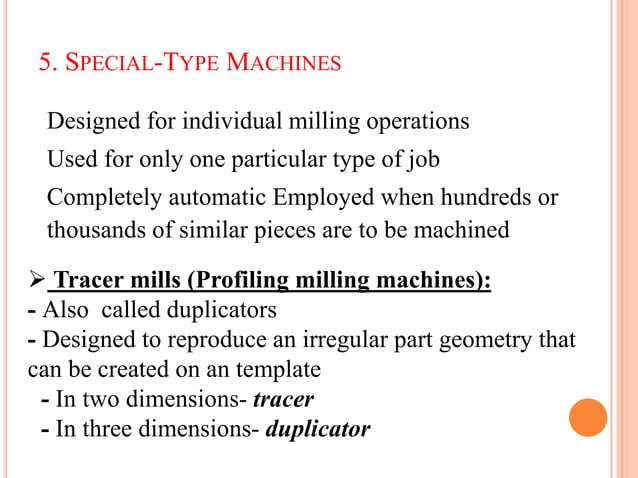 5. SPECIAL-TYPE MACHINES
Designed for individual milling operations
Used for only one particular type of job
Completely automatic Employed when hundreds or
thousands of similar pieces are to be machined
➢ Tracer mills (Profiling milling machines):
- Also called duplicators
- Designed to reproduce an irregular part geometry that
can be created on an template
- In two dimensions- tracer
- In three dimensions- duplicator